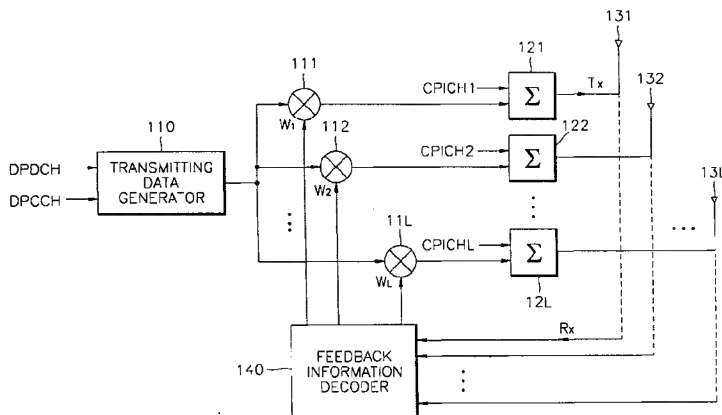 131
121
132
111
CPICH1
Σ
Tx
W1
112
122
110
CPICH2
Σ
DPDCH
TRANSMITTING
DATA
GENERATOR
W2
DPCCH
13L
11L
CPICHL
Σ
WL
12L
Rx
140
FEEDBACK
INFORMATION
DECODER